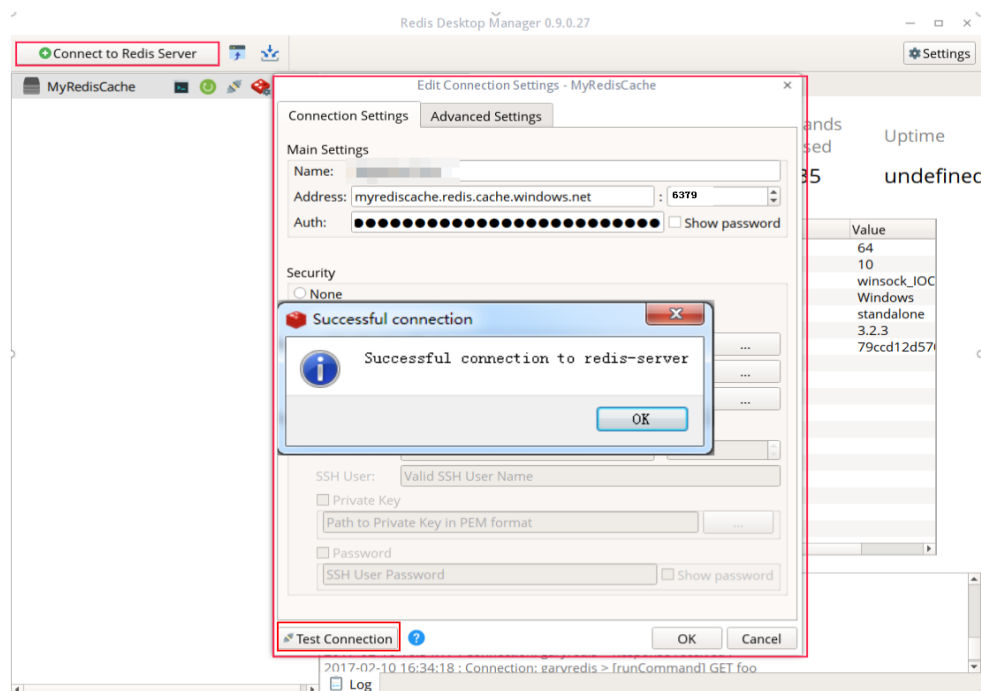 Redis Desktop Manager 0.9.0.27
Connect to Redis Server
Settings
MyRedisCache
Edit Connection Settings - MyRedisCache
Connection Settings
Advanced Settings
ands
sed
Uptime
35
undefined
Main Settings
Name:
Address: myrediscache.redis.cache.windows.net : 6379
Auth: Show password
Value
64
10
winsock_IOC
Windows
standalone
3.2.3
79ccd12d570
Security
None
Successful connection
Successful connection to redis-server
OK
...
...
...
SSH User: Valid SSH User Name
Private Key
Path to Private Key in PEM format ...
Password
SSH User Password Show password
Test Connection ? OK Cancel
2017-02-10 16:34:18 : Connection: garyredis > [runCommand] GET foo
Log